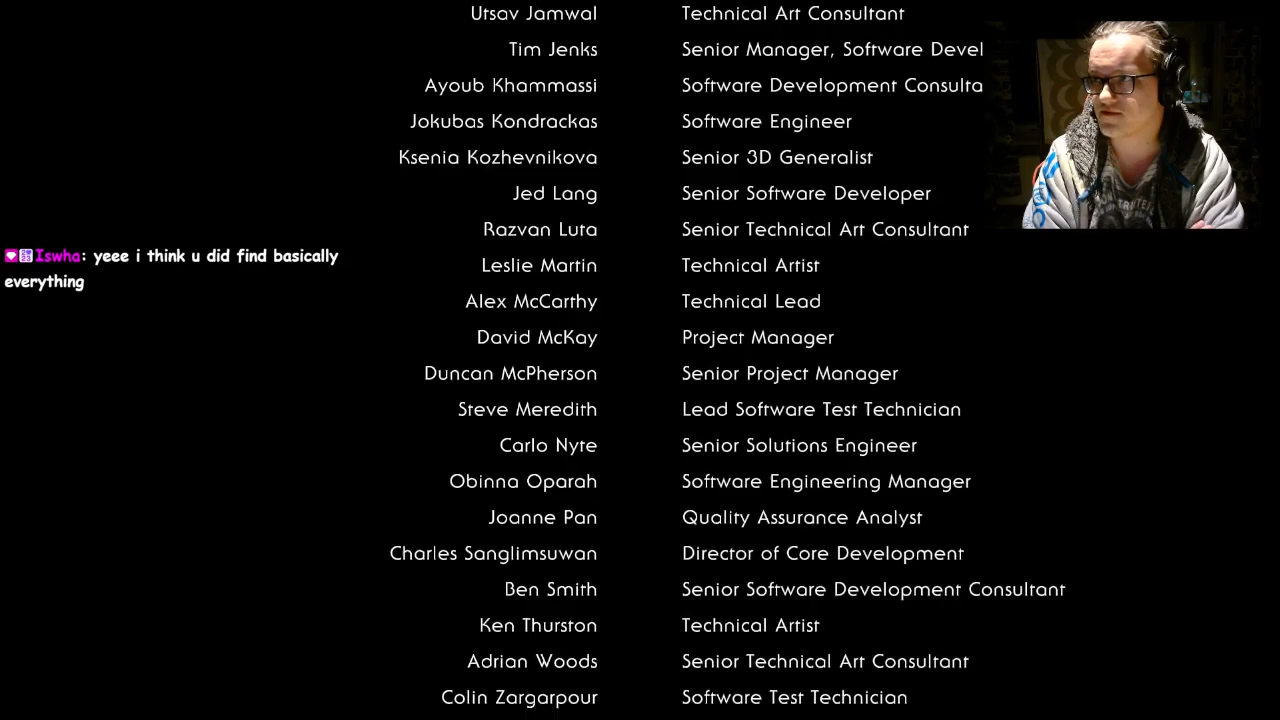 Utsav Jamwal Technical Art Consultant
Tim Jenks Senior Manager, Software Devel
Ayoub Khammassi Software Development Consulta
Jokubas Kondrackas Software Engineer
Ksenia Kozhevnikova Senior 3D Generalist
Jed Lang Senior Software Developer
Razvan Luta Senior Technical Art Consultant
Iswha: yeee i think u did find basically
everything
Leslie Martin Technical Artist
Alex McCarthy Technical Lead
David McKay Project Manager
Duncan McPherson Senior Project Manager
Steve Meredith Lead Software Test Technician
Carlo Nyte Senior Solutions Engineer
Obinna Oparah Software Engineering Manager
Joanne Pan Quality Assurance Analyst
Charles Sanglimsuwan Director of Core Development
Ben Smith Senior Software Development Consultant
Ken Thurston Technical Artist
Adrian Woods Senior Technical Art Consultant
Colin Zargarpour Software Test Technician